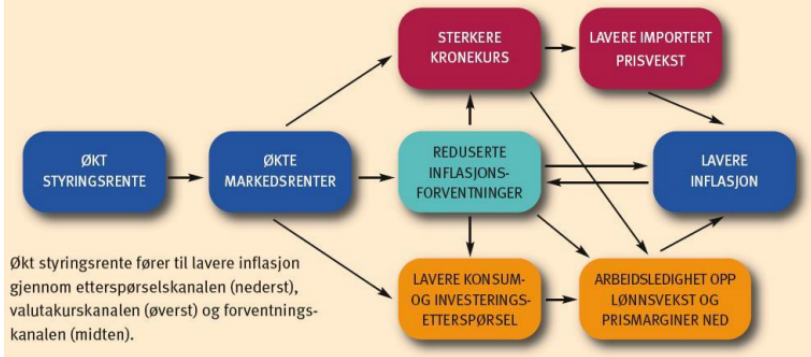 STERKERE
KRONEKURS
LAVERE IMPORTERT
PRISVEKST
ØKT
STYRINGSRENTE
ØKTE
MARKEDSRENTER
REDUSERTE
INFLASJONS-
FORVENTNINGER
LAVERE
INFLASJON
Økt styringsrente fører til lavere inflasjon
gjennom etterspørselskanalen (nederst),
valutakurskanalen (øverst) og forventnings-
kanalen (midten).
LAVERE KONSUM-
OG INVESTERINGS-
ETTERSPØRSEL
ARBEIDSLEDIGHET OPP
LØNNSVEKST OG
PRISMARGINER NED